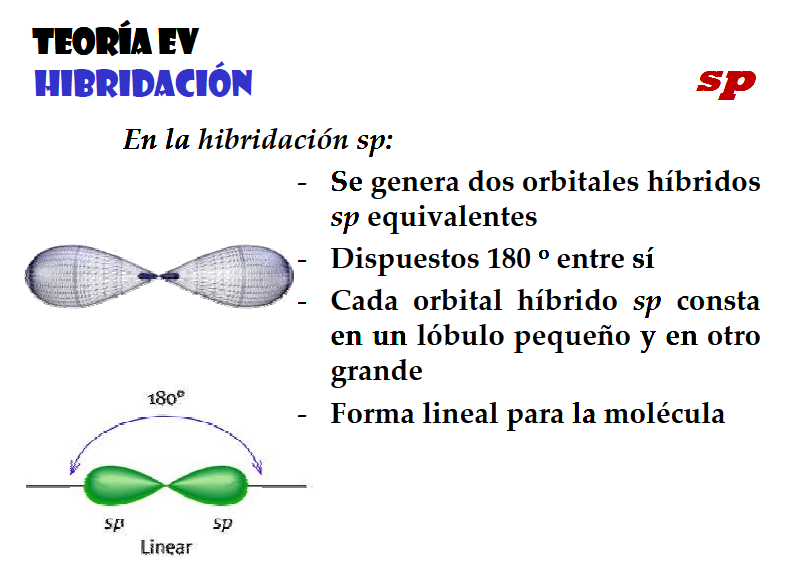 TEORÍA EV
HIBRIDACIÓN
sp
En la hibridación sp:
- Se genera dos orbitales híbridos
sp equivalentes
- Dispuestos 180 º entre sí
- Cada orbital híbrido sp consta
en un lóbulo pequeño y en otro
grande
- Forma lineal para la molécula
180º
sp sp
Linear